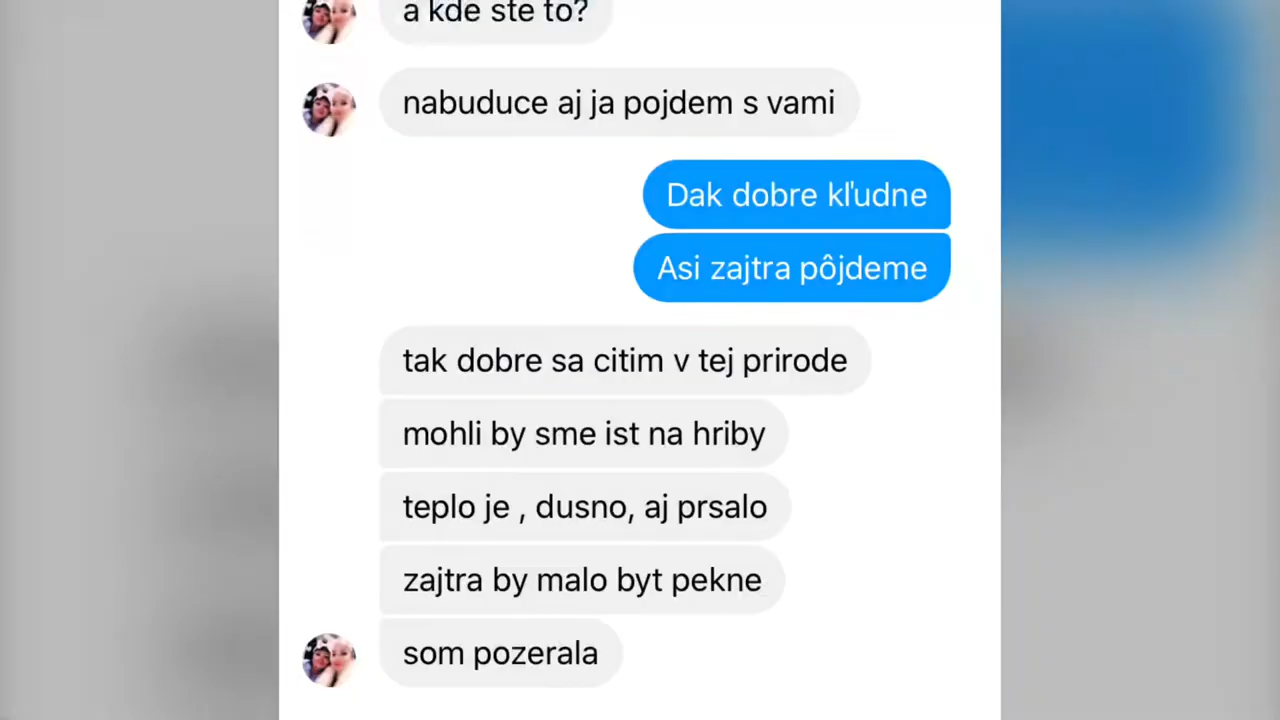 a kde ste to?
nabuduce aj ja pojdem s vami
Dak dobre kľudne
Asi zajtra pôjdeme
tak dobre sa citim v tej prirode
mohli by sme ist na hriby
teplo je , dusno, aj prsalo
zajtra by malo byt pekne
som pozerala